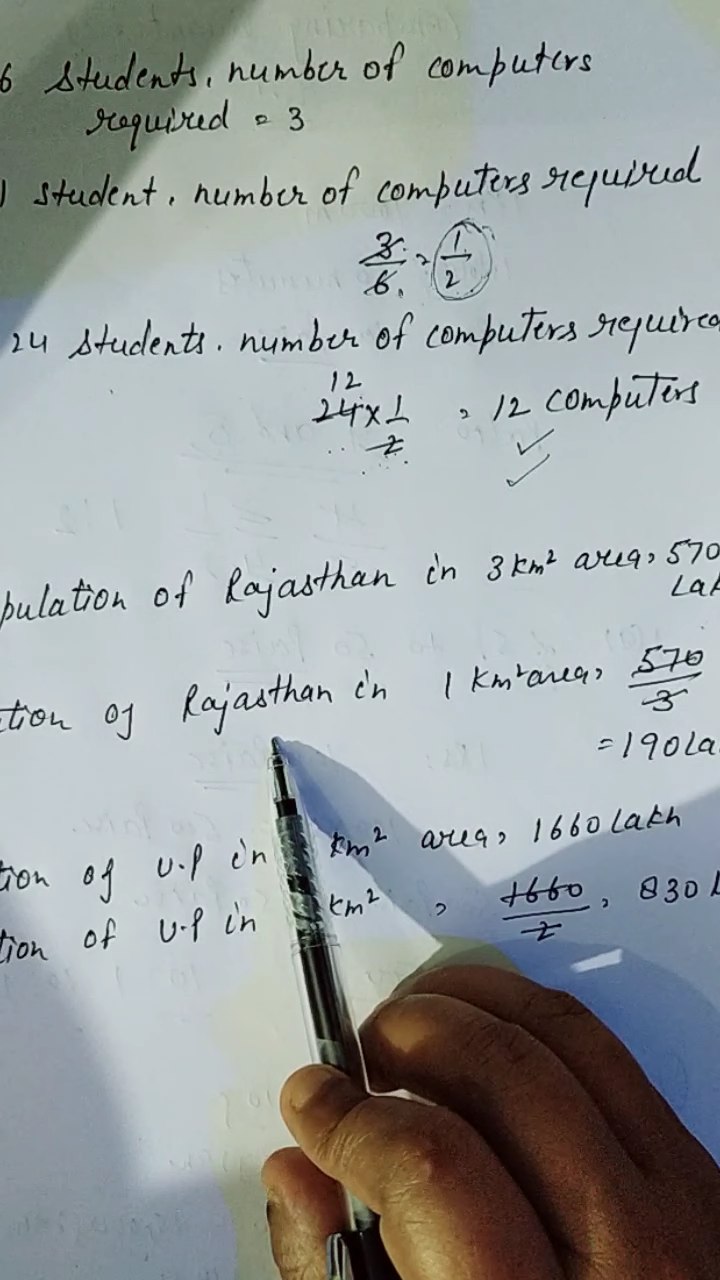 6 students, number of computers
required = 3
1 student, number of computers required
3/6 = 1/2
24 students. number of computers required
12
24 x 1/2 = 12 computers
pulation of Rajasthan in 3 km² area, 570
Lak
tion of Rajasthan in 1 km² area, 570/3
= 190 La
tion of U.P in km² area, 1660 Lakh
tion of U.P in km² , 1660/2 , 830 L